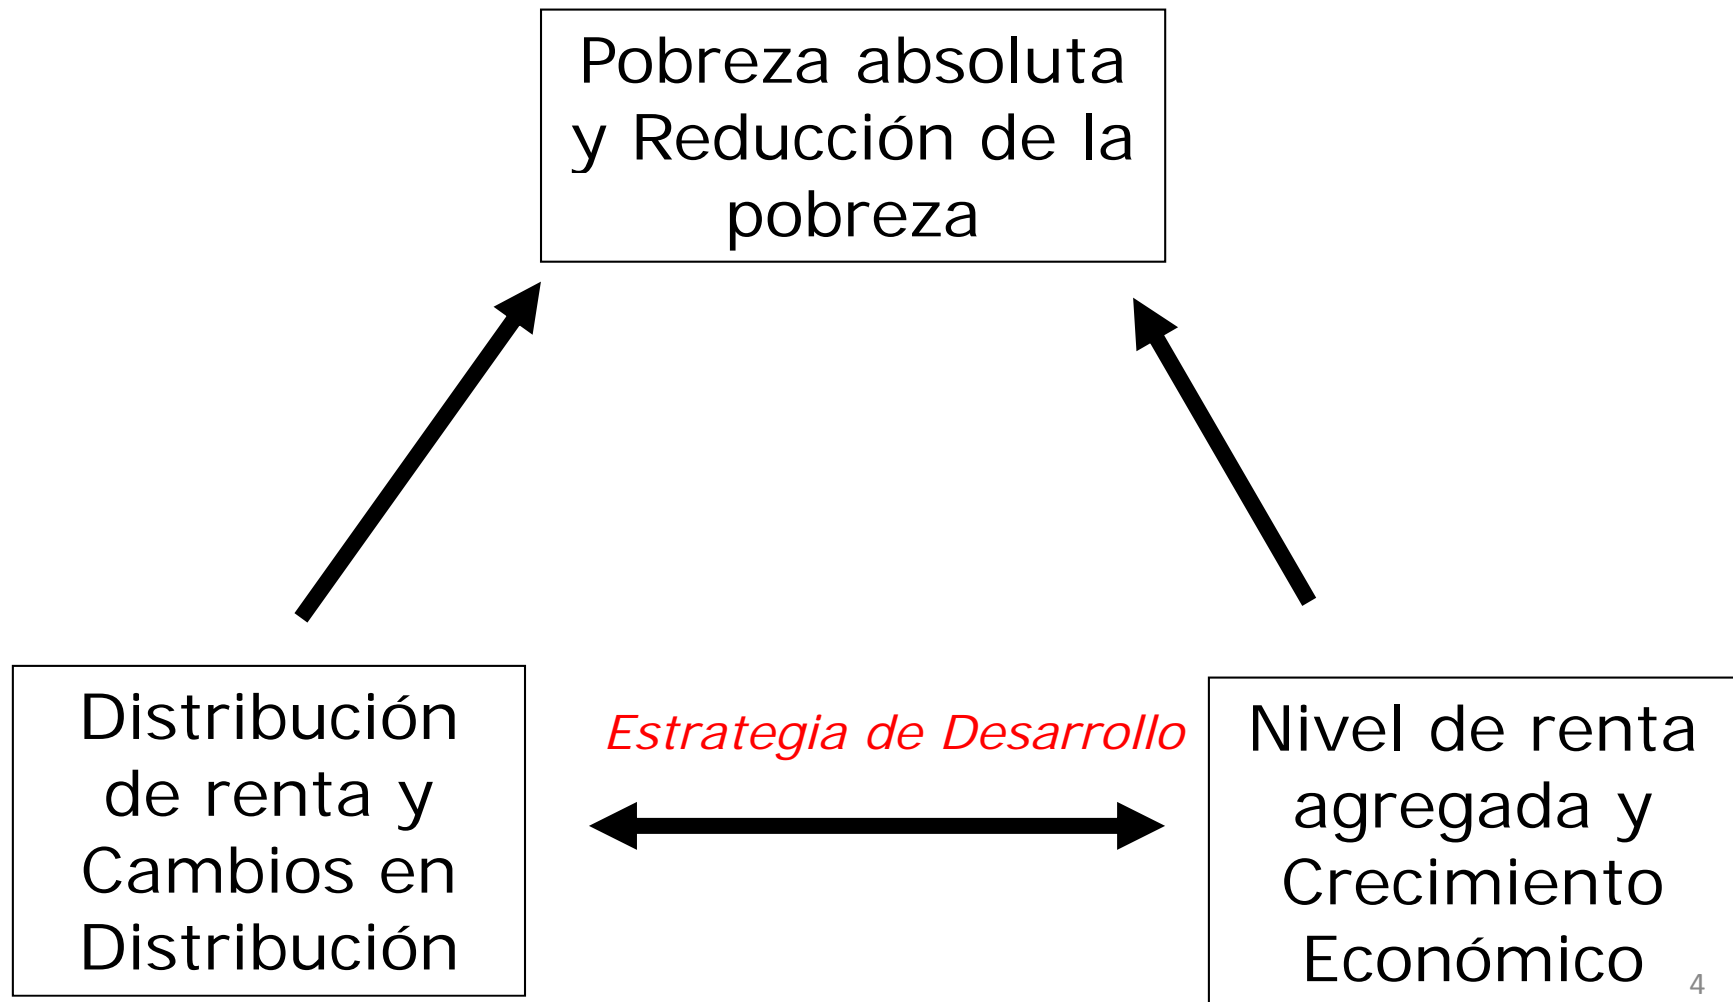 Pobreza absoluta
y Reducción de la
pobreza
Distribución
de renta y
Cambios en
Distribución
Estrategia de Desarrollo
Nivel de renta
agregada y
Crecimiento
Económico
4